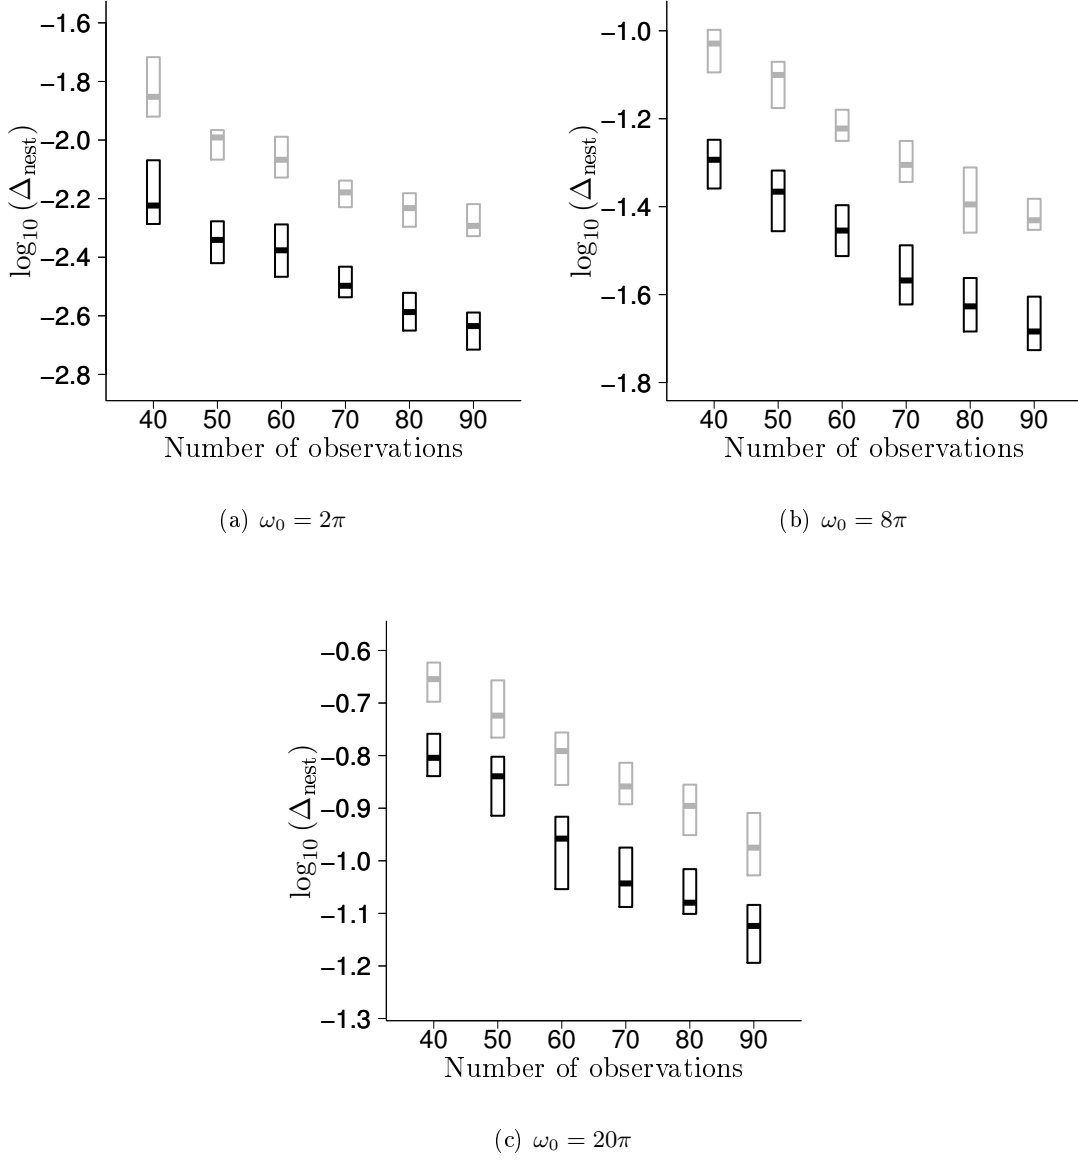 −1.6
−1.8
−2.0
−2.2
−2.4
−2.6
−2.8
log10 (Δnest)
40 50 60 70 80 90
Number of observations
(a) ω0 = 2π
−1.0
−1.2
−1.4
−1.6
−1.8
log10 (Δnest)
40 50 60 70 80 90
Number of observations
(b) ω0 = 8π
−0.6
−0.7
−0.8
−0.9
−1.0
−1.1
−1.2
−1.3
log10 (Δnest)
40 50 60 70 80 90
Number of observations
(c) ω0 = 20π